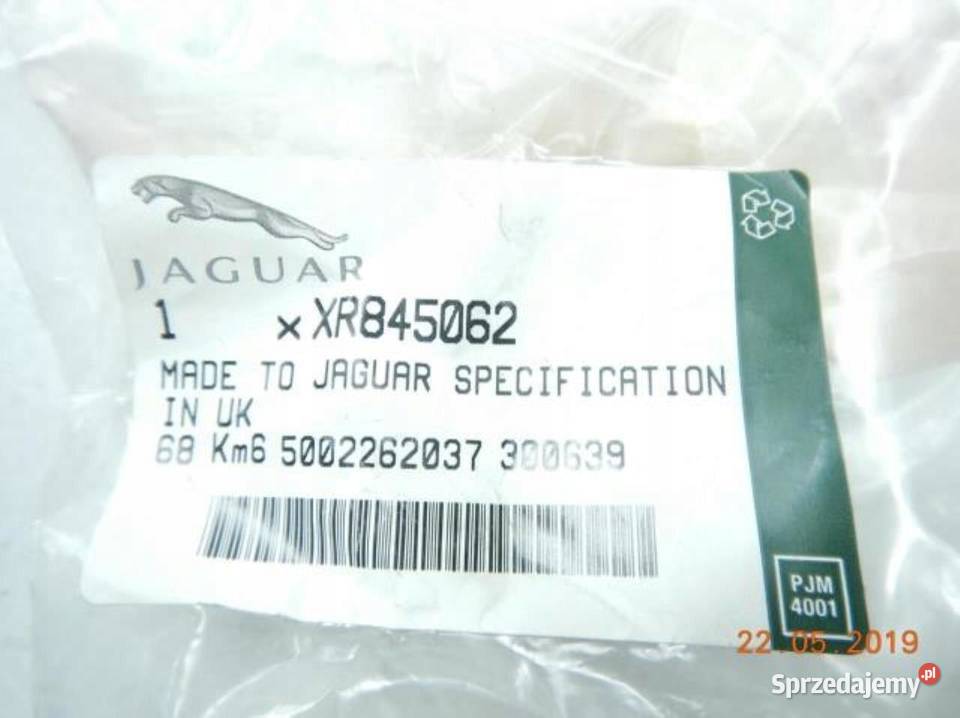 JAGUAR
1 x XR845062
MADE TO JAGUAR SPECIFICATION
IN UK
68 Km6 5002262037 300639
PJM
4001
22.05.2019
Sprzedajemy.pl